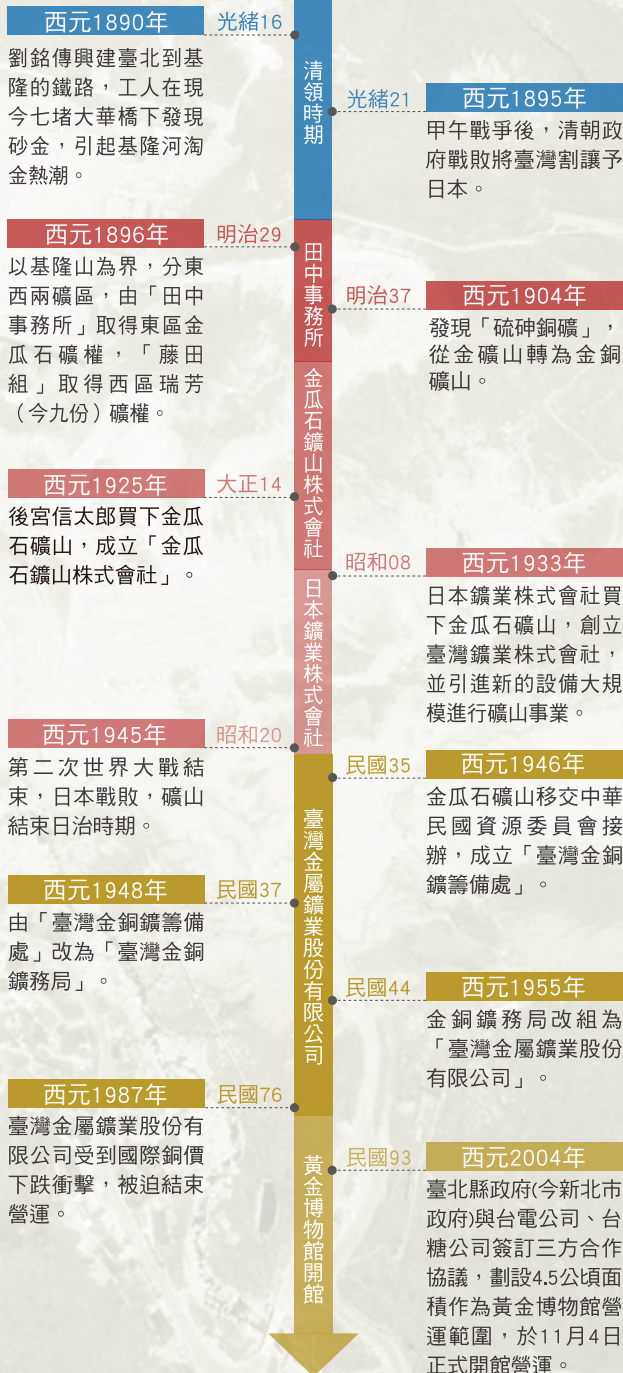 西元1890年
光緒16
劉銘傳興建臺北到基
隆的鐵路，工人在現
今七堵大華橋下發現
砂金，引起基隆河淘
金熱潮。
清領時期
光緒21
西元1895年
甲午戰爭後，清朝政
府戰敗將臺灣割讓予
日本。
西元1896年
明治29
以基隆山為界，分東
西兩礦區，由「田中
事務所」取得東區金
瓜石礦權，「藤田
組」取得西區瑞芳
（今九份）礦權。
田中事務所
明治37
西元1904年
發現「硫砷銅礦」，
從金礦山轉為金銅
礦山。
西元1925年
大正14
後宮信太郎買下金瓜
石礦山，成立「金瓜
石鑛山株式會社」。
金瓜石鑛山株式會社
昭和08
西元1933年
日本鑛業株式會社買
下金瓜石礦山，創立
臺灣鑛業株式會社，
並引進新的設備大規
模進行礦山事業。
日本鑛業株式會社
西元1945年
昭和20
第二次世界大戰結
束，日本戰敗，礦山
結束日治時期。
民國35
西元1946年
金瓜石礦山移交中華
民國資源委員會接
辦，成立「臺灣金銅
鑛籌備處」。
西元1948年
民國37
由「臺灣金銅鑛籌備
處」改為「臺灣金銅
鑛務局」。
臺灣金屬鑛業股份有限公司
民國44
西元1955年
金銅鑛務局改組為
「臺灣金屬鑛業股份
有限公司」。
西元1987年
民國76
臺灣金屬鑛業股份有
限公司受到國際銅價
下跌衝擊，被迫結束
營運。
黃金博物館開館
民國93
西元2004年
臺北縣政府(今新北市
政府)與台電公司、台
糖公司簽訂三方合作
協議，劃設4.5公頃面
積作為黃金博物館營
運範圍，於11月4日
正式開館營運。